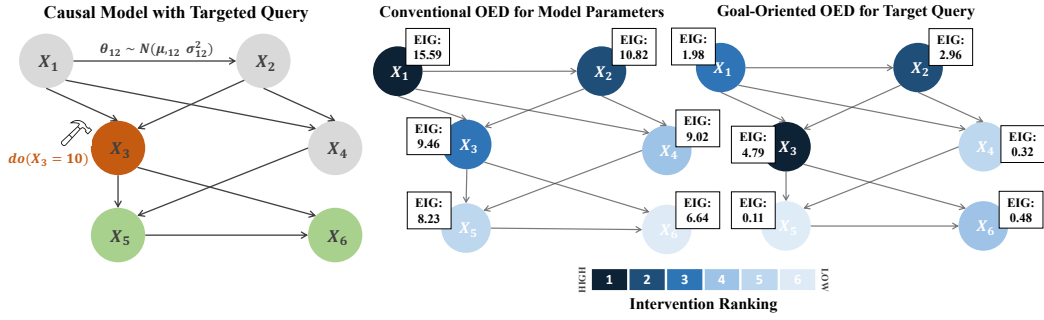 Causal Model with Targeted Query
X₁
θ₁₂ ~ N(μ,₁₂ σ²₁₂)
X₂
X₃
do(X₃ = 10)
X₄
X₅
X₆
Conventional OED for Model Parameters
EIG:
15.59
X₁
EIG:
10.82
X₂
EIG:
9.46
X₃
EIG:
9.02
X₄
EIG:
8.23
X₅
EIG:
6.64
X₆
Goal-Oriented OED for Target Query
EIG:
1.98
X₁
EIG:
2.96
X₂
EIG:
4.79
X₃
EIG:
0.32
X₄
EIG:
0.11
X₅
EIG:
0.48
X₆
HIGH 1 2 3 4 5 6 LOW
Intervention Ranking